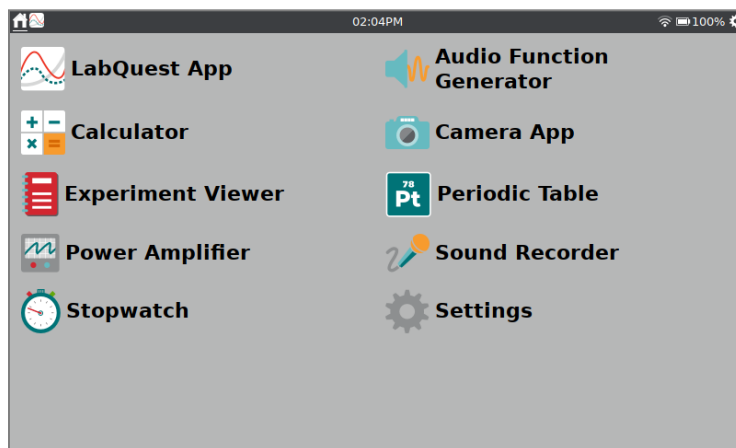 02:04PM
100%
LabQuest App
Audio Function
Generator
+ −
× =
Calculator
Camera App
Experiment Viewer
78
Pt
Periodic Table
Power Amplifier
Sound Recorder
Stopwatch
Settings